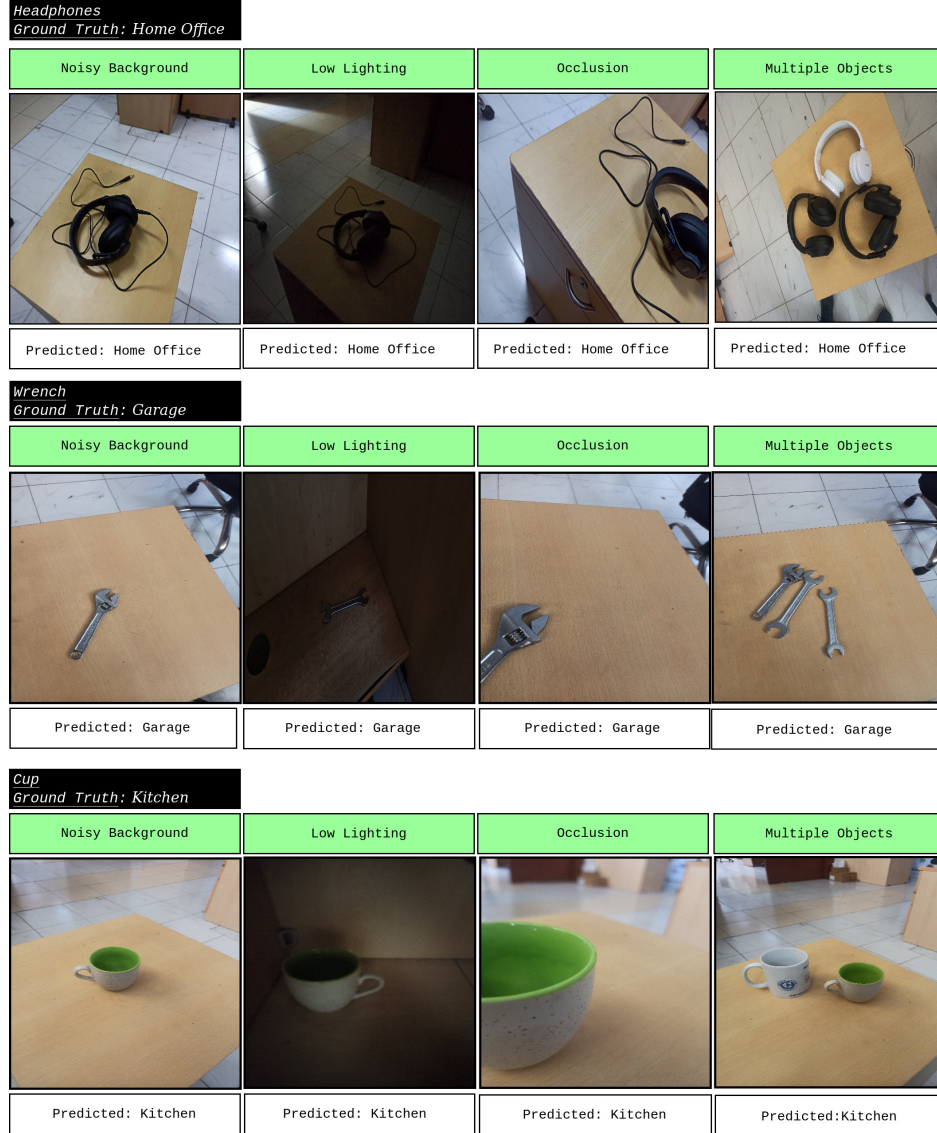 Headphones
Ground Truth: Home Office
Noisy Background
Low Lighting
Occlusion
Multiple Objects
Predicted: Home Office
Predicted: Home Office
Predicted: Home Office
Predicted: Home Office
Wrench
Ground Truth: Garage
Noisy Background
Low Lighting
Occlusion
Multiple Objects
Predicted: Garage
Predicted: Garage
Predicted: Garage
Predicted: Garage
Cup
Ground Truth: Kitchen
Noisy Background
Low Lighting
Occlusion
Multiple Objects
Predicted: Kitchen
Predicted: Kitchen
Predicted: Kitchen
Predicted:Kitchen